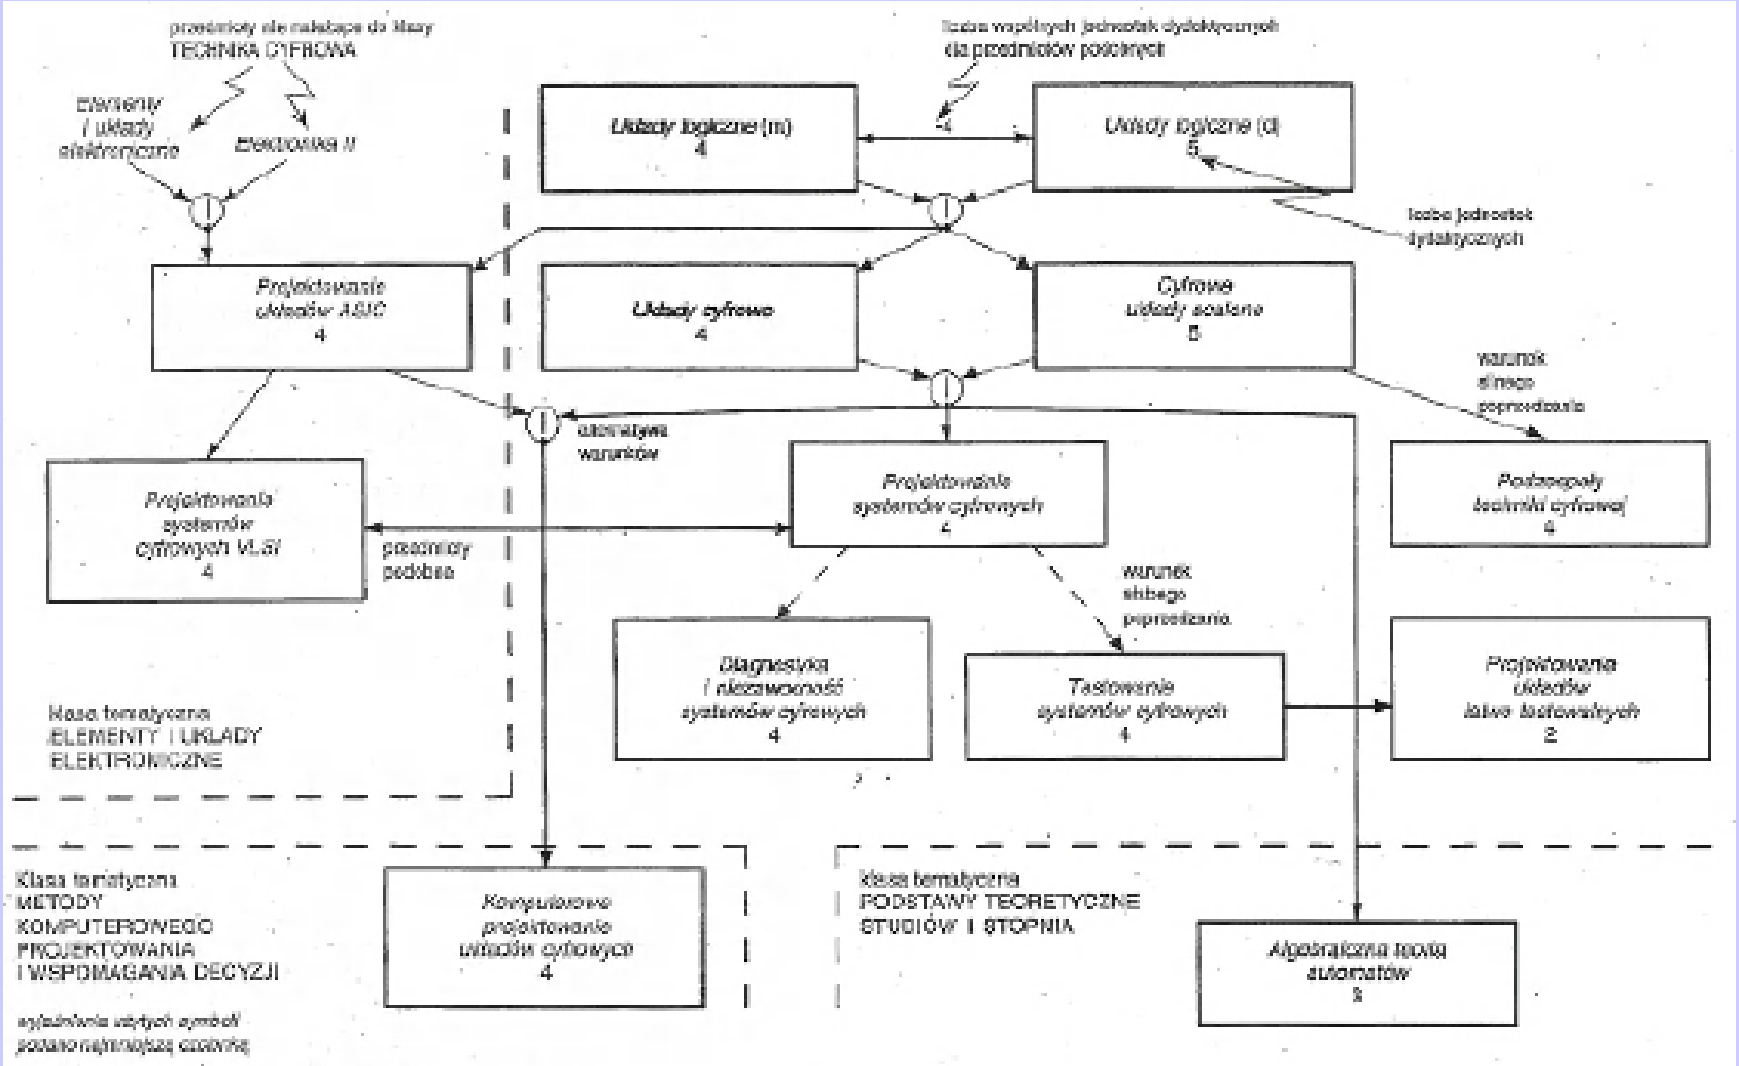 przedmioty nie należące do klasy
TECHNIKA CYFROWA
Elementy
i układy
elektroniczne
Elektronika II
liczba wspólnych jednostek dydaktycznych
dla przedmiotów podobnych
Układy logiczne (m)
4
4
Układy logiczne (d)
5
liczba jednostek
dydaktycznych
Projektowanie
układów ASIC
4
Układy cyfrowe
4
Cyfrowe
układy scalone
5
warunek
silnego
poprzedzania
alternatywa
warunków
Projektowanie
systemów cyfrowych VLSI
4
przedmioty
podobne
Projektowanie
systemów cyfrowych
4
Podzespoły
techniki cyfrowej
4
warunek
słabego
poprzedzania
Diagnostyka
i niezawodność
systemów cyfrowych
4
Testowanie
systemów cyfrowych
4
Projektowanie
układów
łatwo testowalnych
2
klasa tematyczna
ELEMENTY I UKŁADY
ELEKTRONICZNE
Klasa tematyczna
METODY
KOMPUTEROWEGO
PROJEKTOWANIA
I WSPOMAGANIA DECYZJI
Komputerowe
projektowanie
układów cyfrowych
4
klasa tematyczna
PODSTAWY TEORETYCZNE
STUDIÓW I STOPNIA
Algebraiczna teoria
automatów
wyjaśnienia użytych symboli
podano najmniejszą czcionką